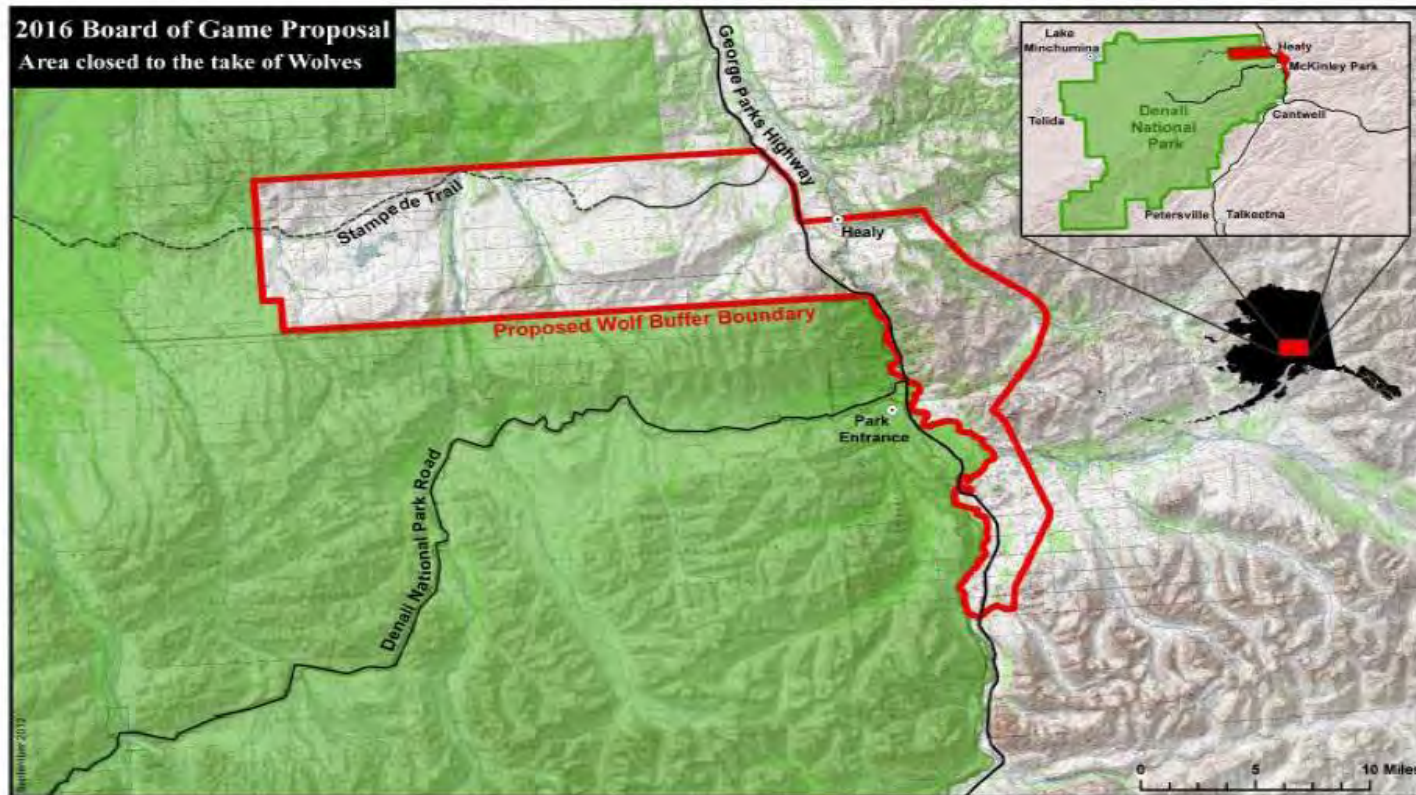 2016 Board of Game Proposal
Area closed to the take of Wolves
George Parks Highway
Stampede Trail
Healy
Proposed Wolf Buffer Boundary
Park
Entrance
Denali National Park Road
September 2012
0 5 10 Miles
Lake
Minchumina
Healy
McKinley Park
Denali
National
Park
Cantwell
Telida
Petersville
Talkeetna